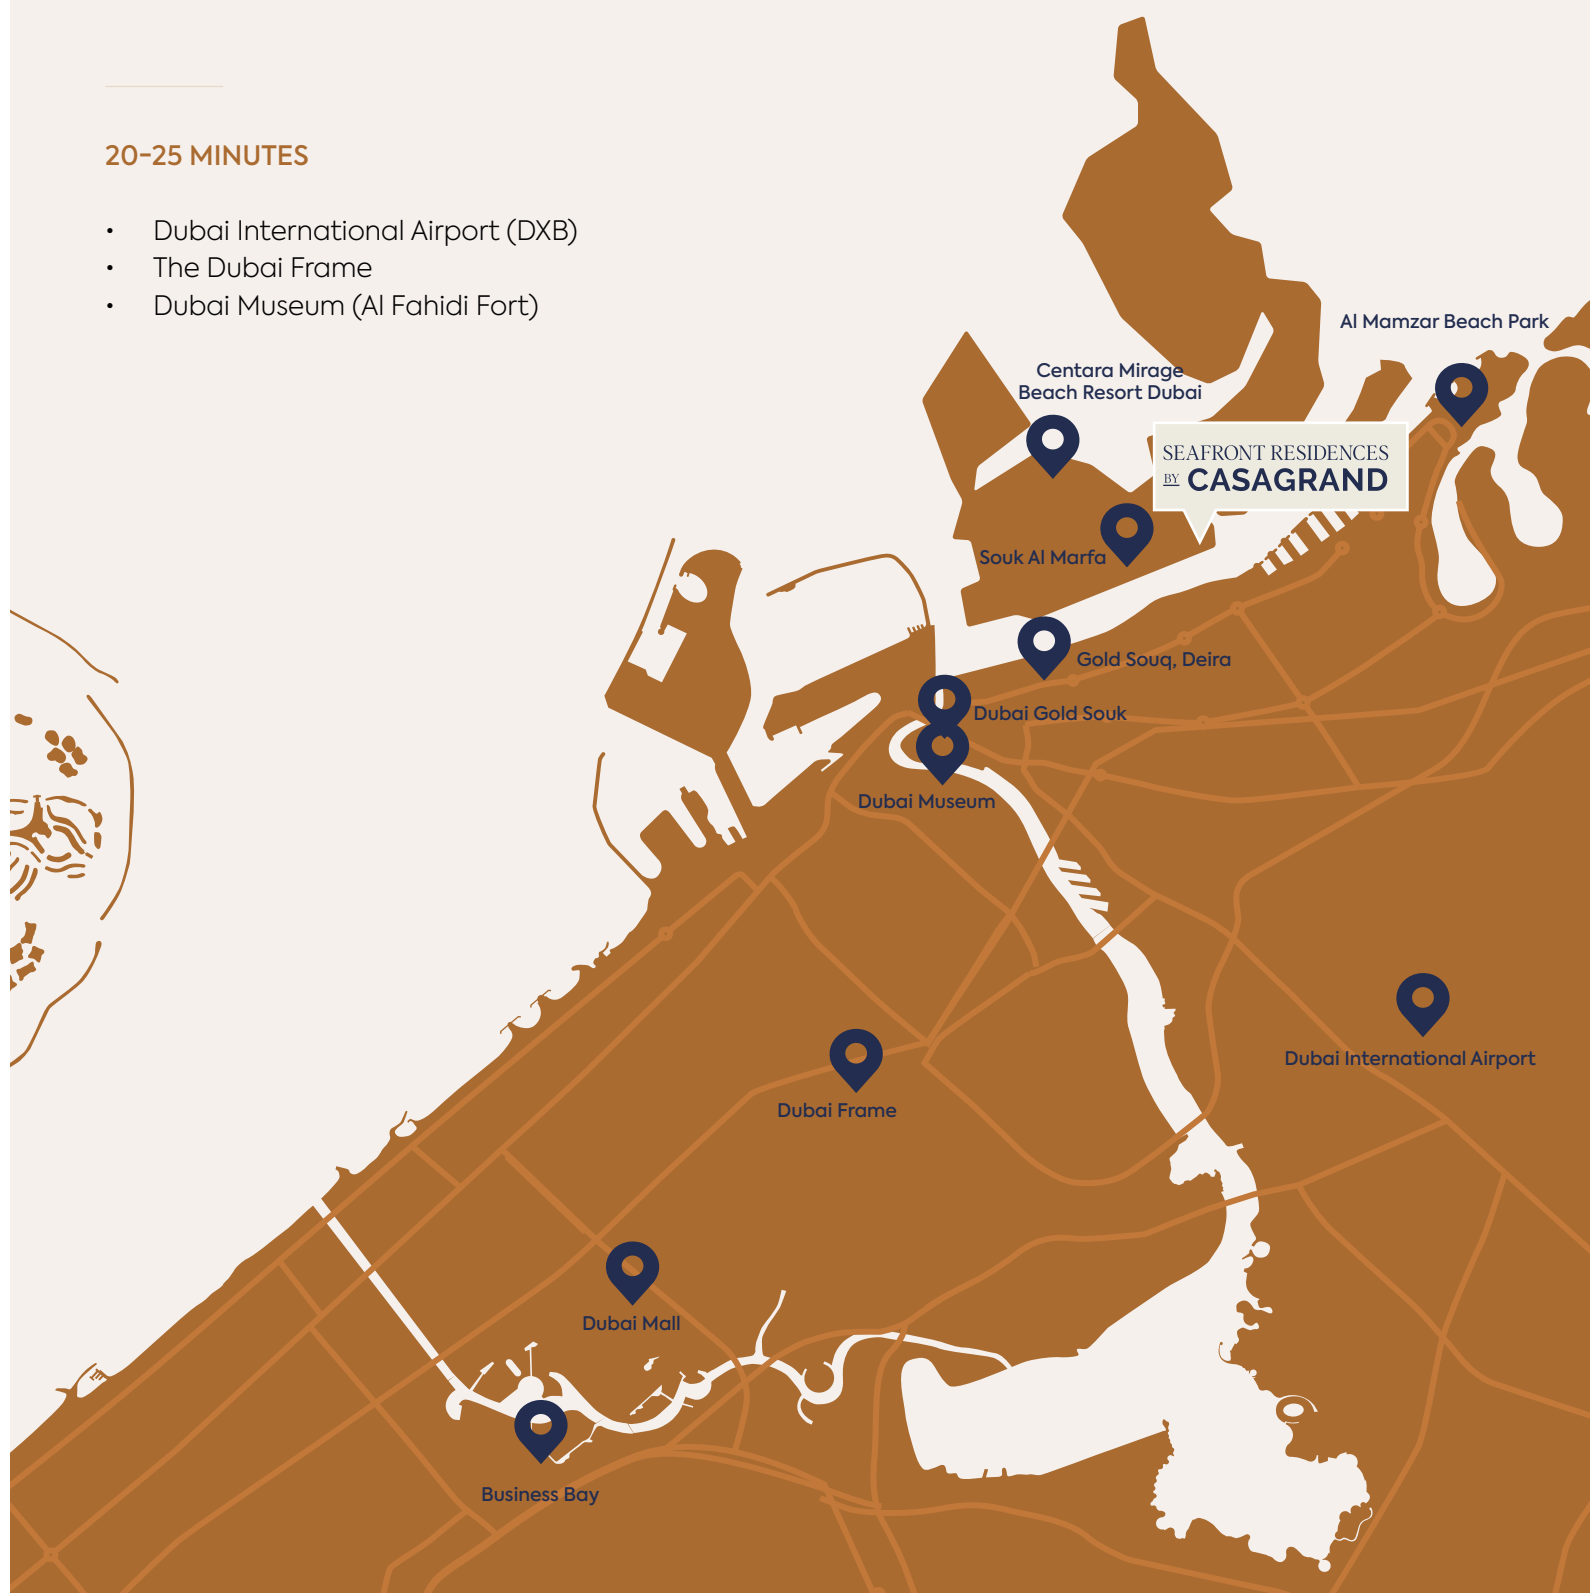 20-25 MINUTES
• Dubai International Airport (DXB)
• The Dubai Frame
• Dubai Museum (Al Fahidi Fort)
Al Mamzar Beach Park
Centara Mirage
Beach Resort Dubai
SEAFRONT RESIDENCES
BY CASAGRAND
Souk Al Marfa
Gold Souq, Deira
Dubai Gold Souk
Dubai Museum
Dubai International Airport
Dubai Frame
Dubai Mall
Business Bay